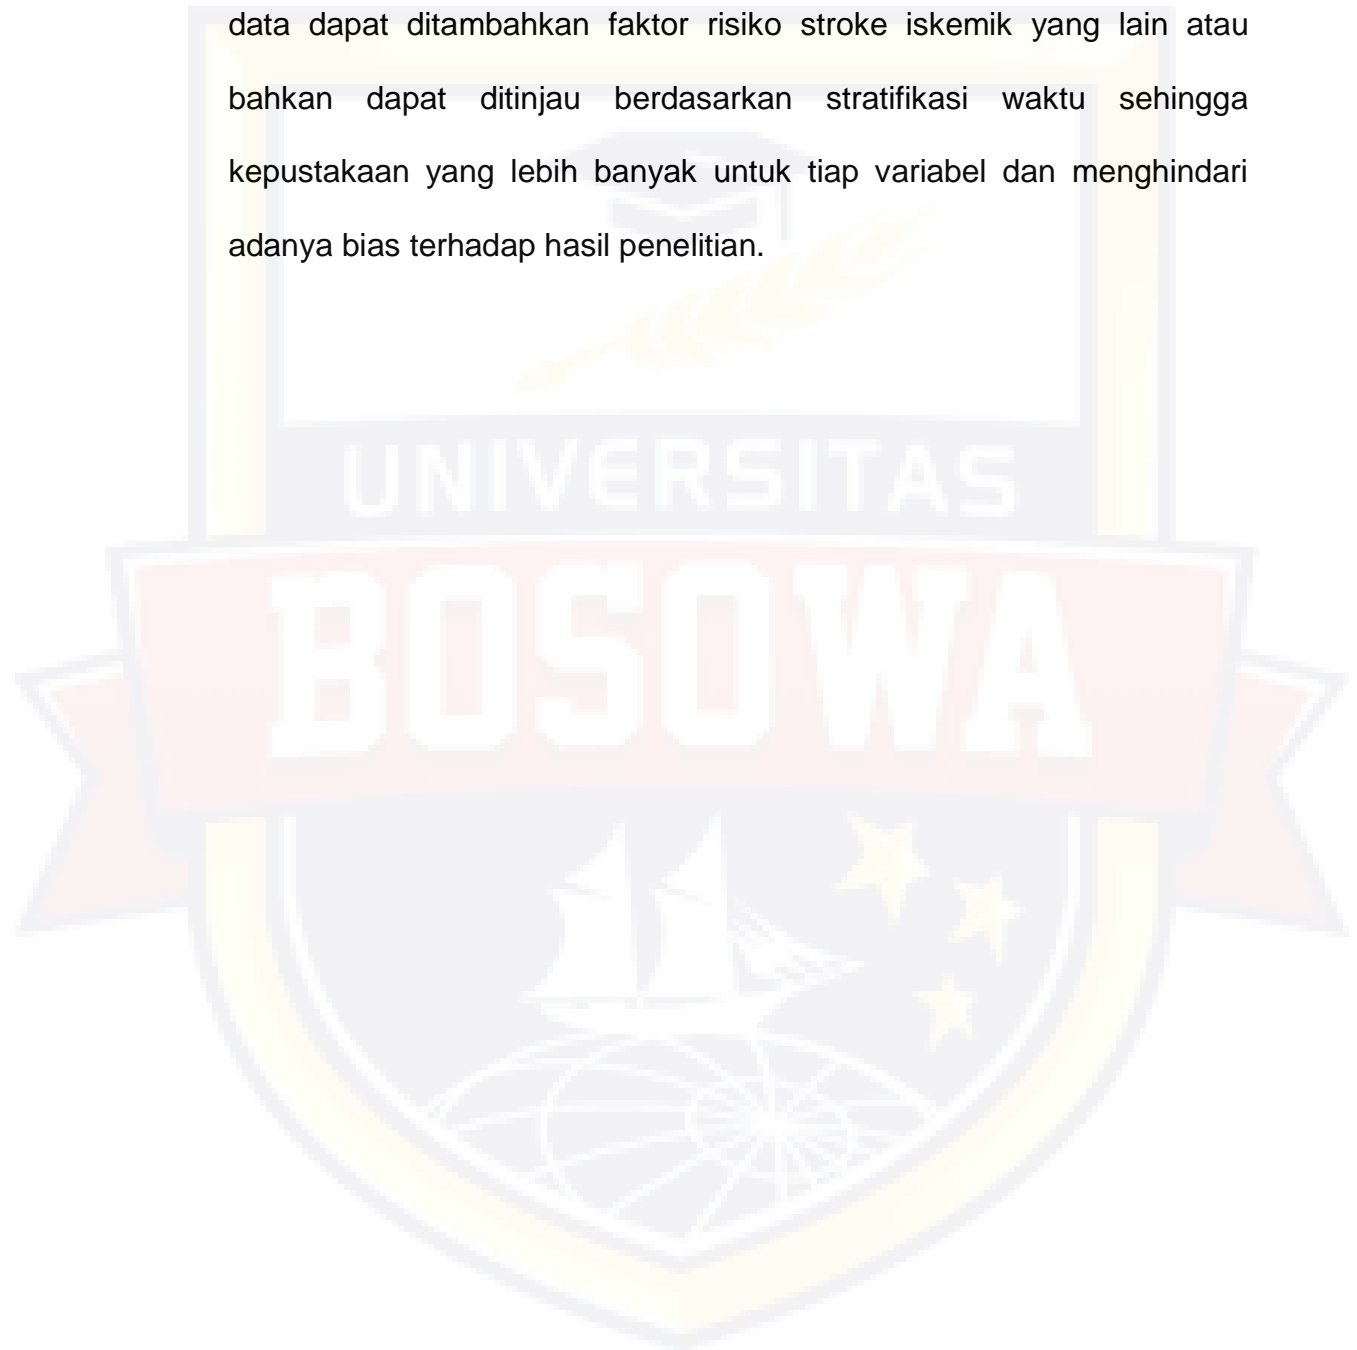 data dapat ditambahkan faktor risiko stroke iskemik yang lain atau
bahkan dapat ditinjau berdasarkan stratifikasi waktu sehingga
kepustakaan yang lebih banyak untuk tiap variabel dan menghindari
adanya bias terhadap hasil penelitian.
UNIVERSITAS
BOSOWA